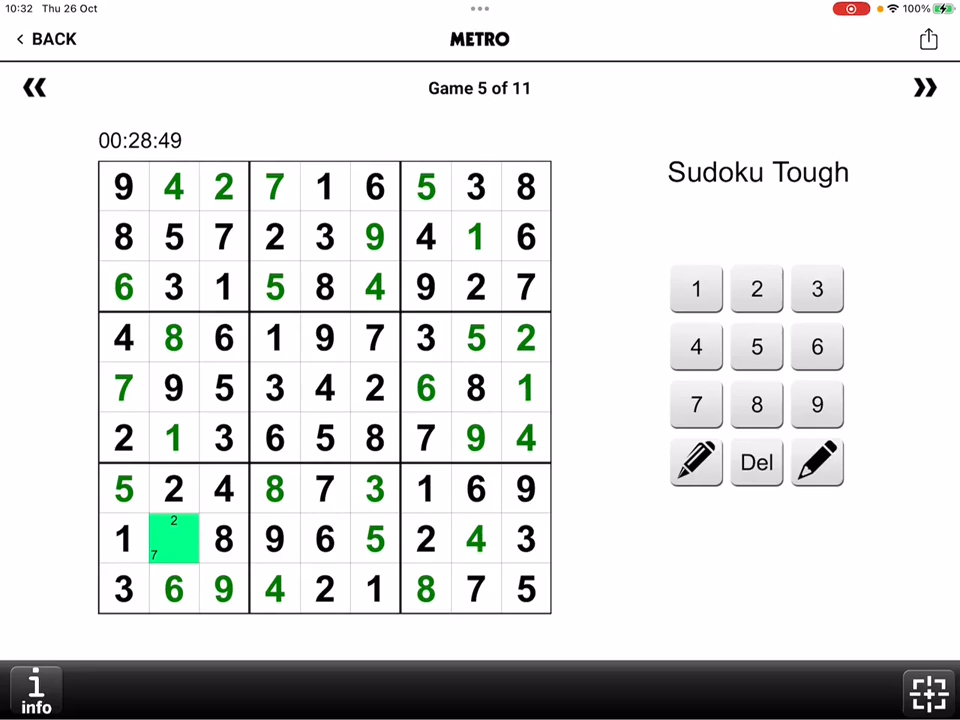 10:32 Thu 26 Oct 100%
< BACK METRO
Game 5 of 11
00:28:49
Sudoku Tough
9 4 2 7 1 6 5 3 8
8 5 7 2 3 9 4 1 6
6 3 1 5 8 4 9 2 7
4 8 6 1 9 7 3 5 2
7 9 5 3 4 2 6 8 1
2 1 3 6 5 8 7 9 4
5 2 4 8 7 3 1 6 9
1 2 7 8 9 6 5 2 4 3
3 6 9 4 2 1 8 7 5
1 2 3
4 5 6
7 8 9
Del
i
info